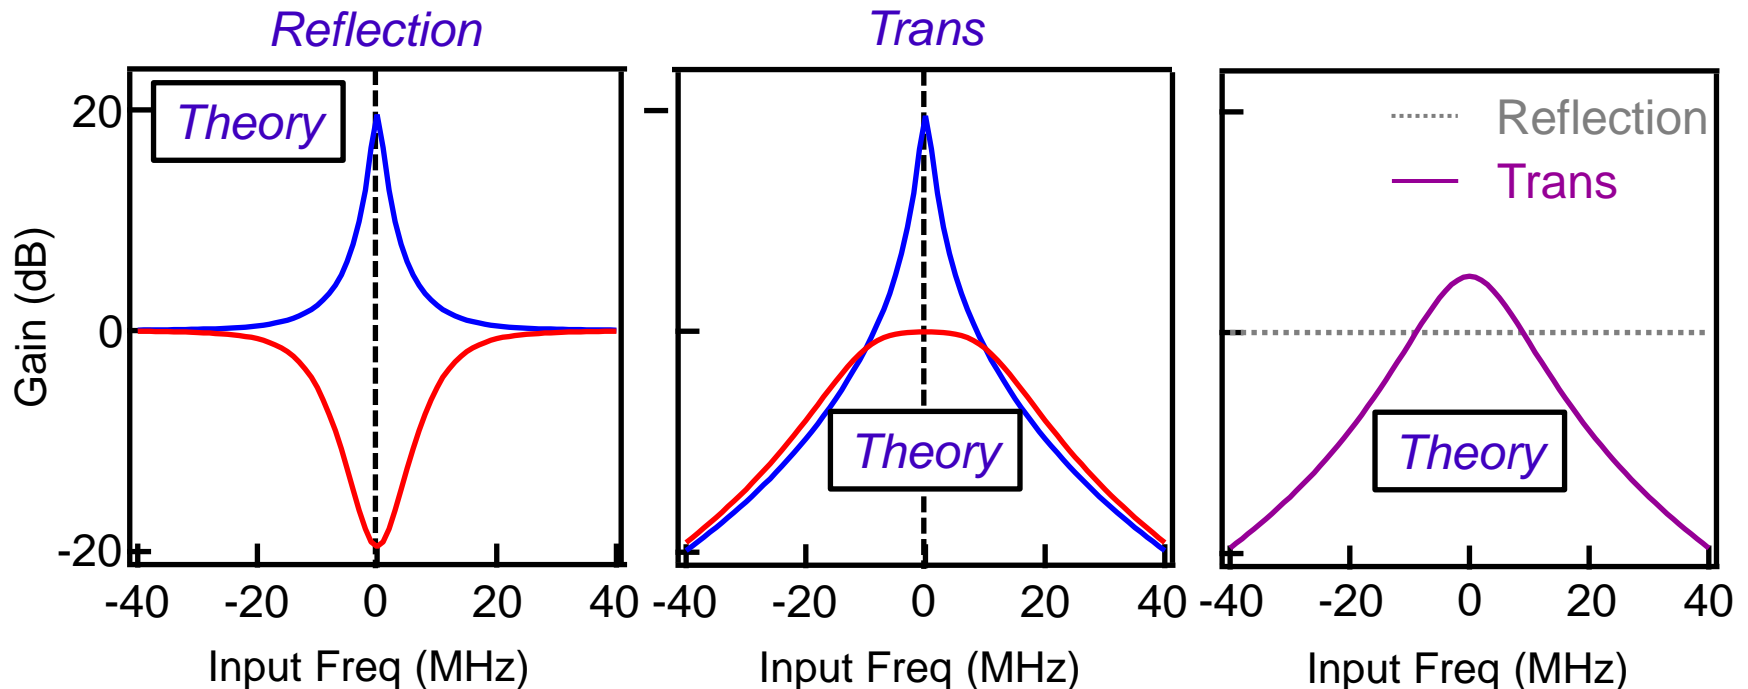 Reflection
Trans
Theory
Theory
Theory
Reflection
Trans
Gain (dB)
20
0
-20
-40 -20 0 20 40
-40 -20 0 20 40
-40 -20 0 20 40
Input Freq (MHz)
Input Freq (MHz)
Input Freq (MHz)